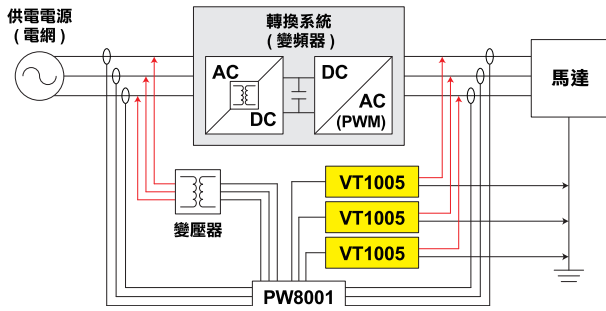 供電電源
(電網)
轉換系統
(變頻器)
AC
DC
DC
AC
(PWM)
馬達
變壓器
VT1005
VT1005
VT1005
PW8001